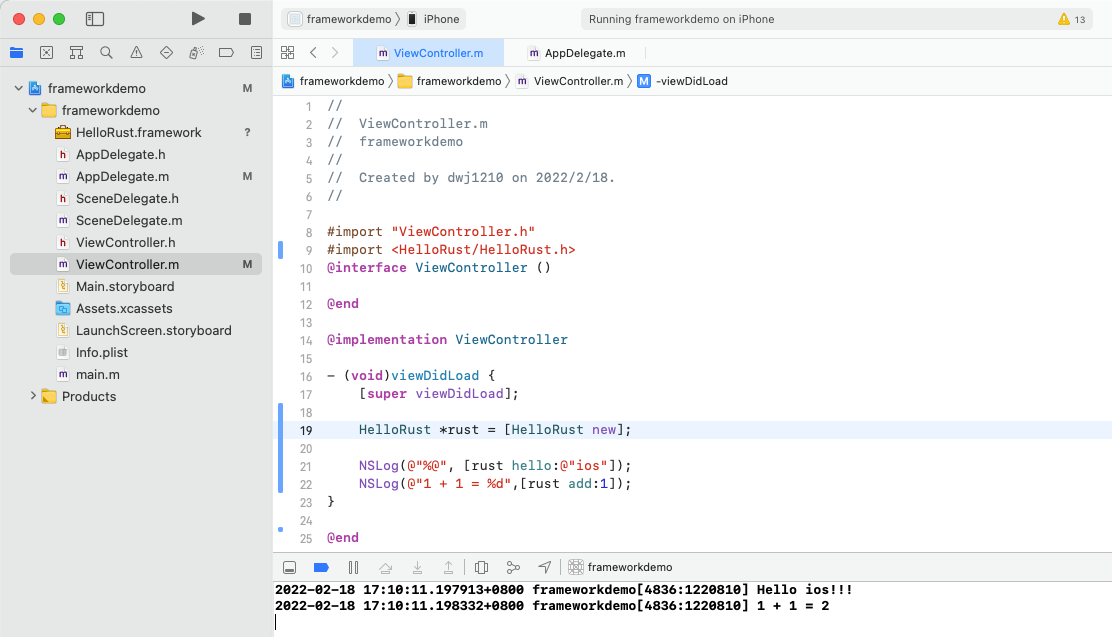 frameworkdemo 〉 iPhone
Running frameworkdemo on iPhone
13
ViewController.m
AppDelegate.m
frameworkdemo 〉 frameworkdemo 〉 m ViewController.m 〉 M -viewDidLoad
frameworkdemo M
frameworkdemo
HelloRust.framework ?
h AppDelegate.h
m AppDelegate.m M
h SceneDelegate.h
m SceneDelegate.m
h ViewController.h
m ViewController.m M
Main.storyboard
Assets.xcassets
LaunchScreen.storyboard
Info.plist
m main.m
Products
1 //
2 //  ViewController.m
3 //  frameworkdemo
4 //
5 //  Created by dwj1210 on 2022/2/18.
6 //
7
8 #import "ViewController.h"
9 #import <HelloRust/HelloRust.h>
10 @interface ViewController ()
11
12 @end
13
14 @implementation ViewController
15
16 - (void)viewDidLoad {
17     [super viewDidLoad];
18
19     HelloRust *rust = [HelloRust new];
20
21     NSLog(@"%@", [rust hello:@"ios"]);
22     NSLog(@"1 + 1 = %d",[rust add:1]);
23 }
24
25 @end
frameworkdemo
2022-02-18 17:10:11.197913+0800 frameworkdemo[4836:1220810] Hello ios!!!
2022-02-18 17:10:11.198332+0800 frameworkdemo[4836:1220810] 1 + 1 = 2